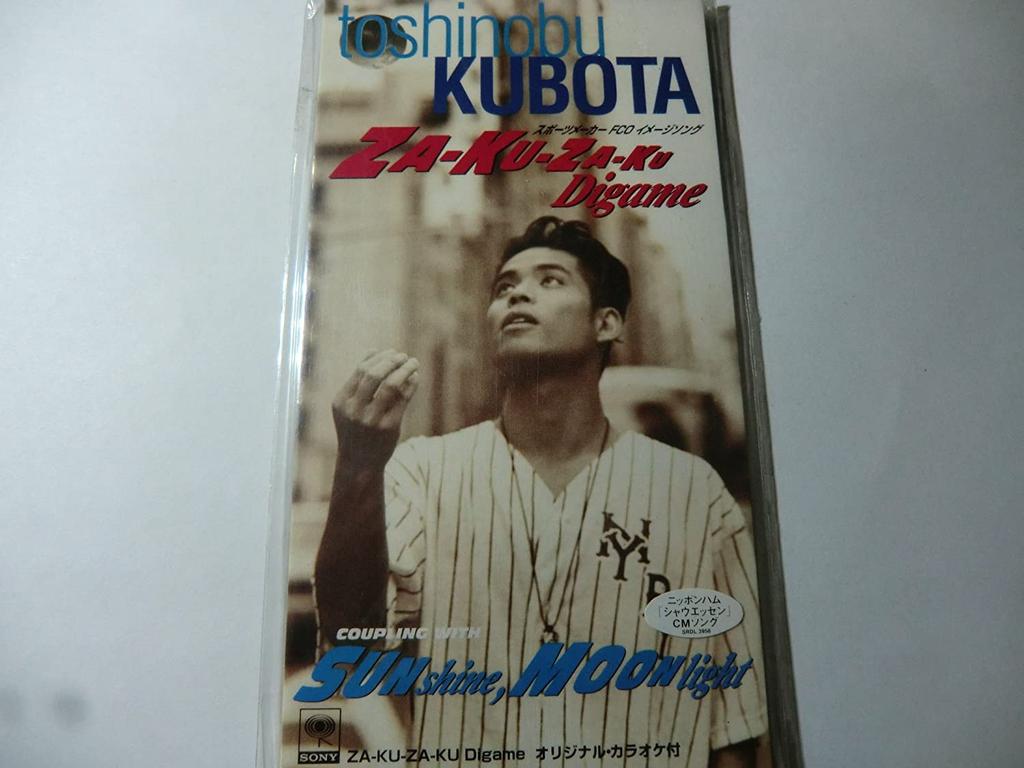 toshinobu
KUBOTA
スポーツメーカー FCO イメージソング
ZA-KU-ZA-KU
Digame
NY
COUPLING WITH
SUNshine, MOONlight
ニッポンハム
「シャウエッセン」
CMソング
SRDL 3958
SONY
ZA-KU-ZA-KU Digame オリジナル・カラオケ付